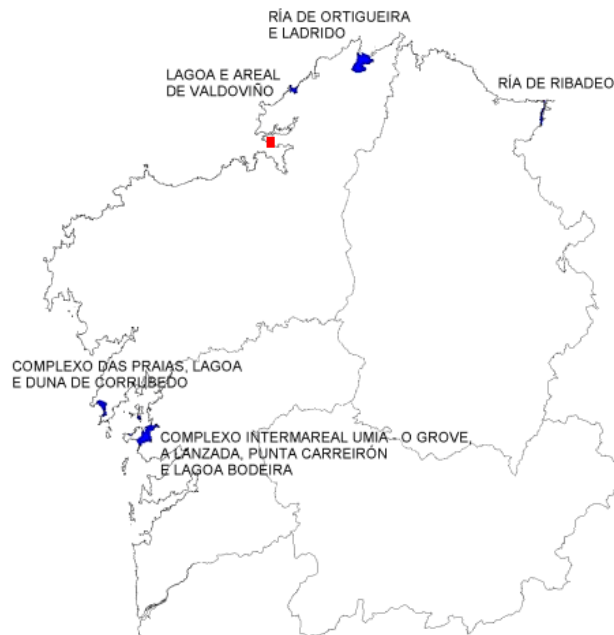 RÍA DE ORTIGUEIRA
E LADRIDO
LAGOA E AREAL
DE VALDOVIÑO
RÍA DE RIBADEO
COMPLEXO DAS PRAIAS, LAGOA
E DUNA DE CORRUBEDO
COMPLEXO INTERMAREAL UMIA - O GROVE,
A LANZADA, PUNTA CARREIRÓN
E LAGOA BODEIRA